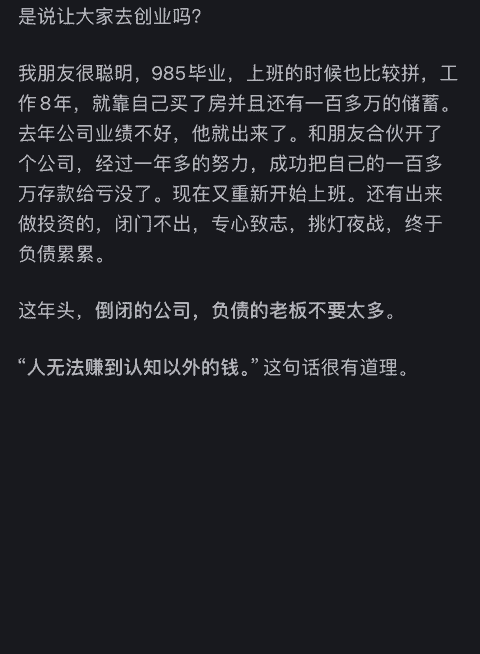 是说让大家去创业吗？
我朋友很聪明，985毕业，上班的时候也比较拼，工
作8年，就靠自己买了房并且还有一百多万的储蓄。
去年公司业绩不好，他就出来了。和朋友合伙开了
个公司，经过一年多的努力，成功把自己的一百多
万存款给亏没了。现在又重新开始上班。还有出来
做投资的，闭门不出，专心致志，挑灯夜战，终于
负债累累。
这年头，倒闭的公司，负债的老板不要太多。
“人无法赚到认知以外的钱。”这句话很有道理。